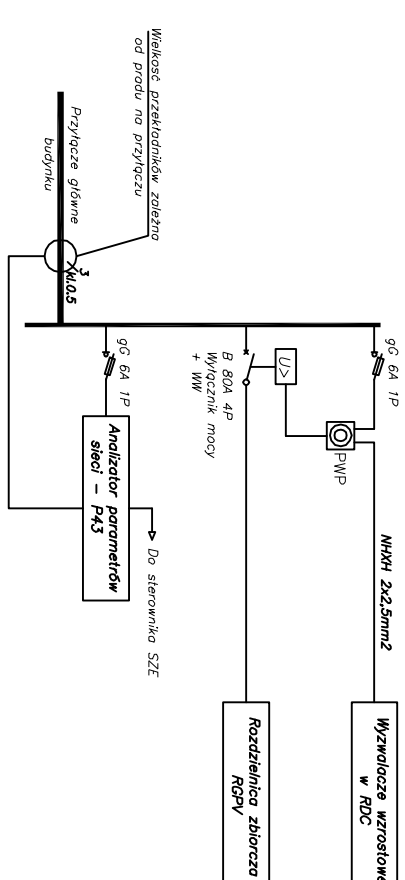 Wielkość przekładników zależna
od prądu na przyłączu
Przyłącze główne
budynku
3
kl.0.5
gG 6A 1P
Analizator parametrów
sieci – P43
Do sterownika SZE
B 80A 4P
Wyłącznik mocy
+ WW
U>
gG 6A 1P
PWP
NHXH 2x2,5mm2
Rozdzielnica zbiorcza
RGPV
Wyzwalacze wzrostowe
w RDC